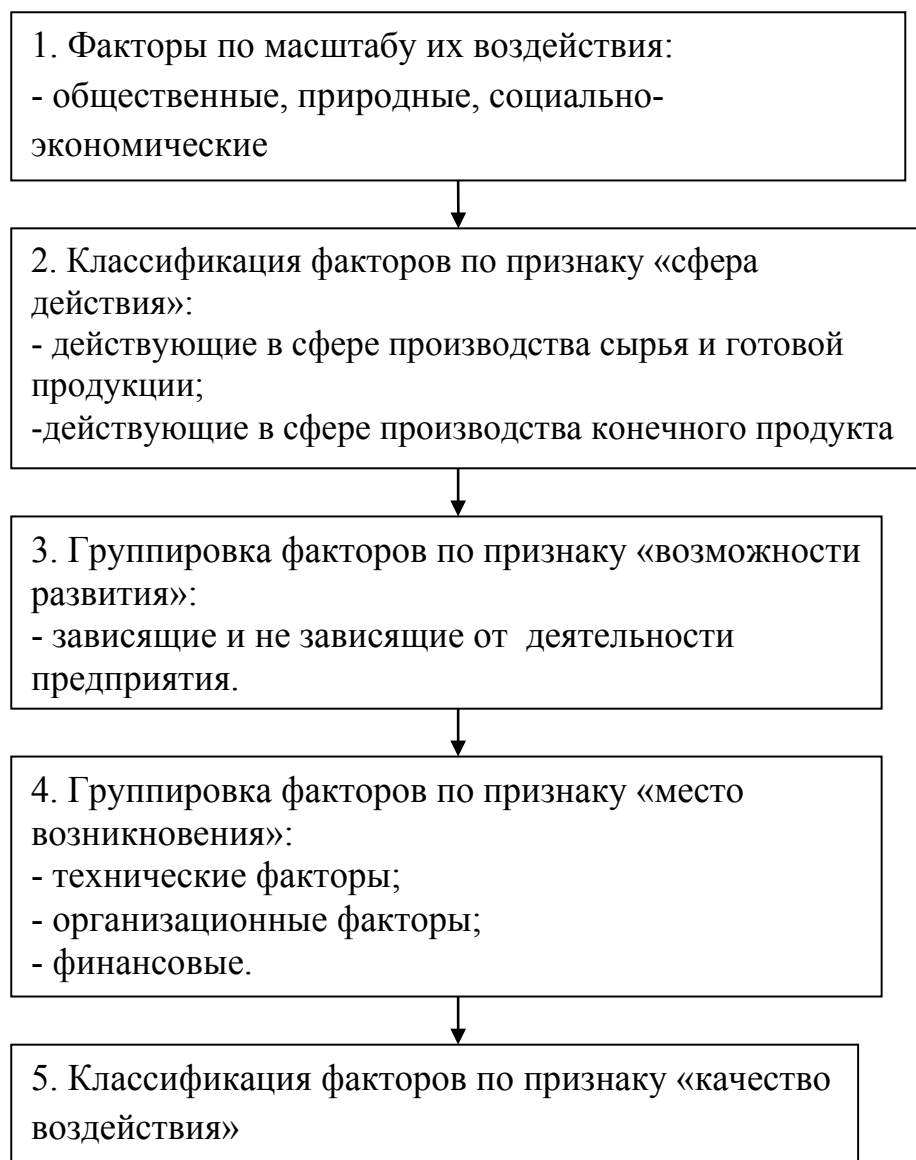 1. Факторы по масштабу их воздействия:
- общественные, природные, социально-
экономические
2. Классификация факторов по признаку «сфера
действия»:
- действующие в сфере производства сырья и готовой
продукции;
-действующие в сфере производства конечного продукта
3. Группировка факторов по признаку «возможности
развития»:
- зависящие и не зависящие от  деятельности
предприятия.
4. Группировка факторов по признаку «место
возникновения»:
- технические факторы;
- организационные факторы;
- финансовые.
5. Классификация факторов по признаку «качество
воздействия»